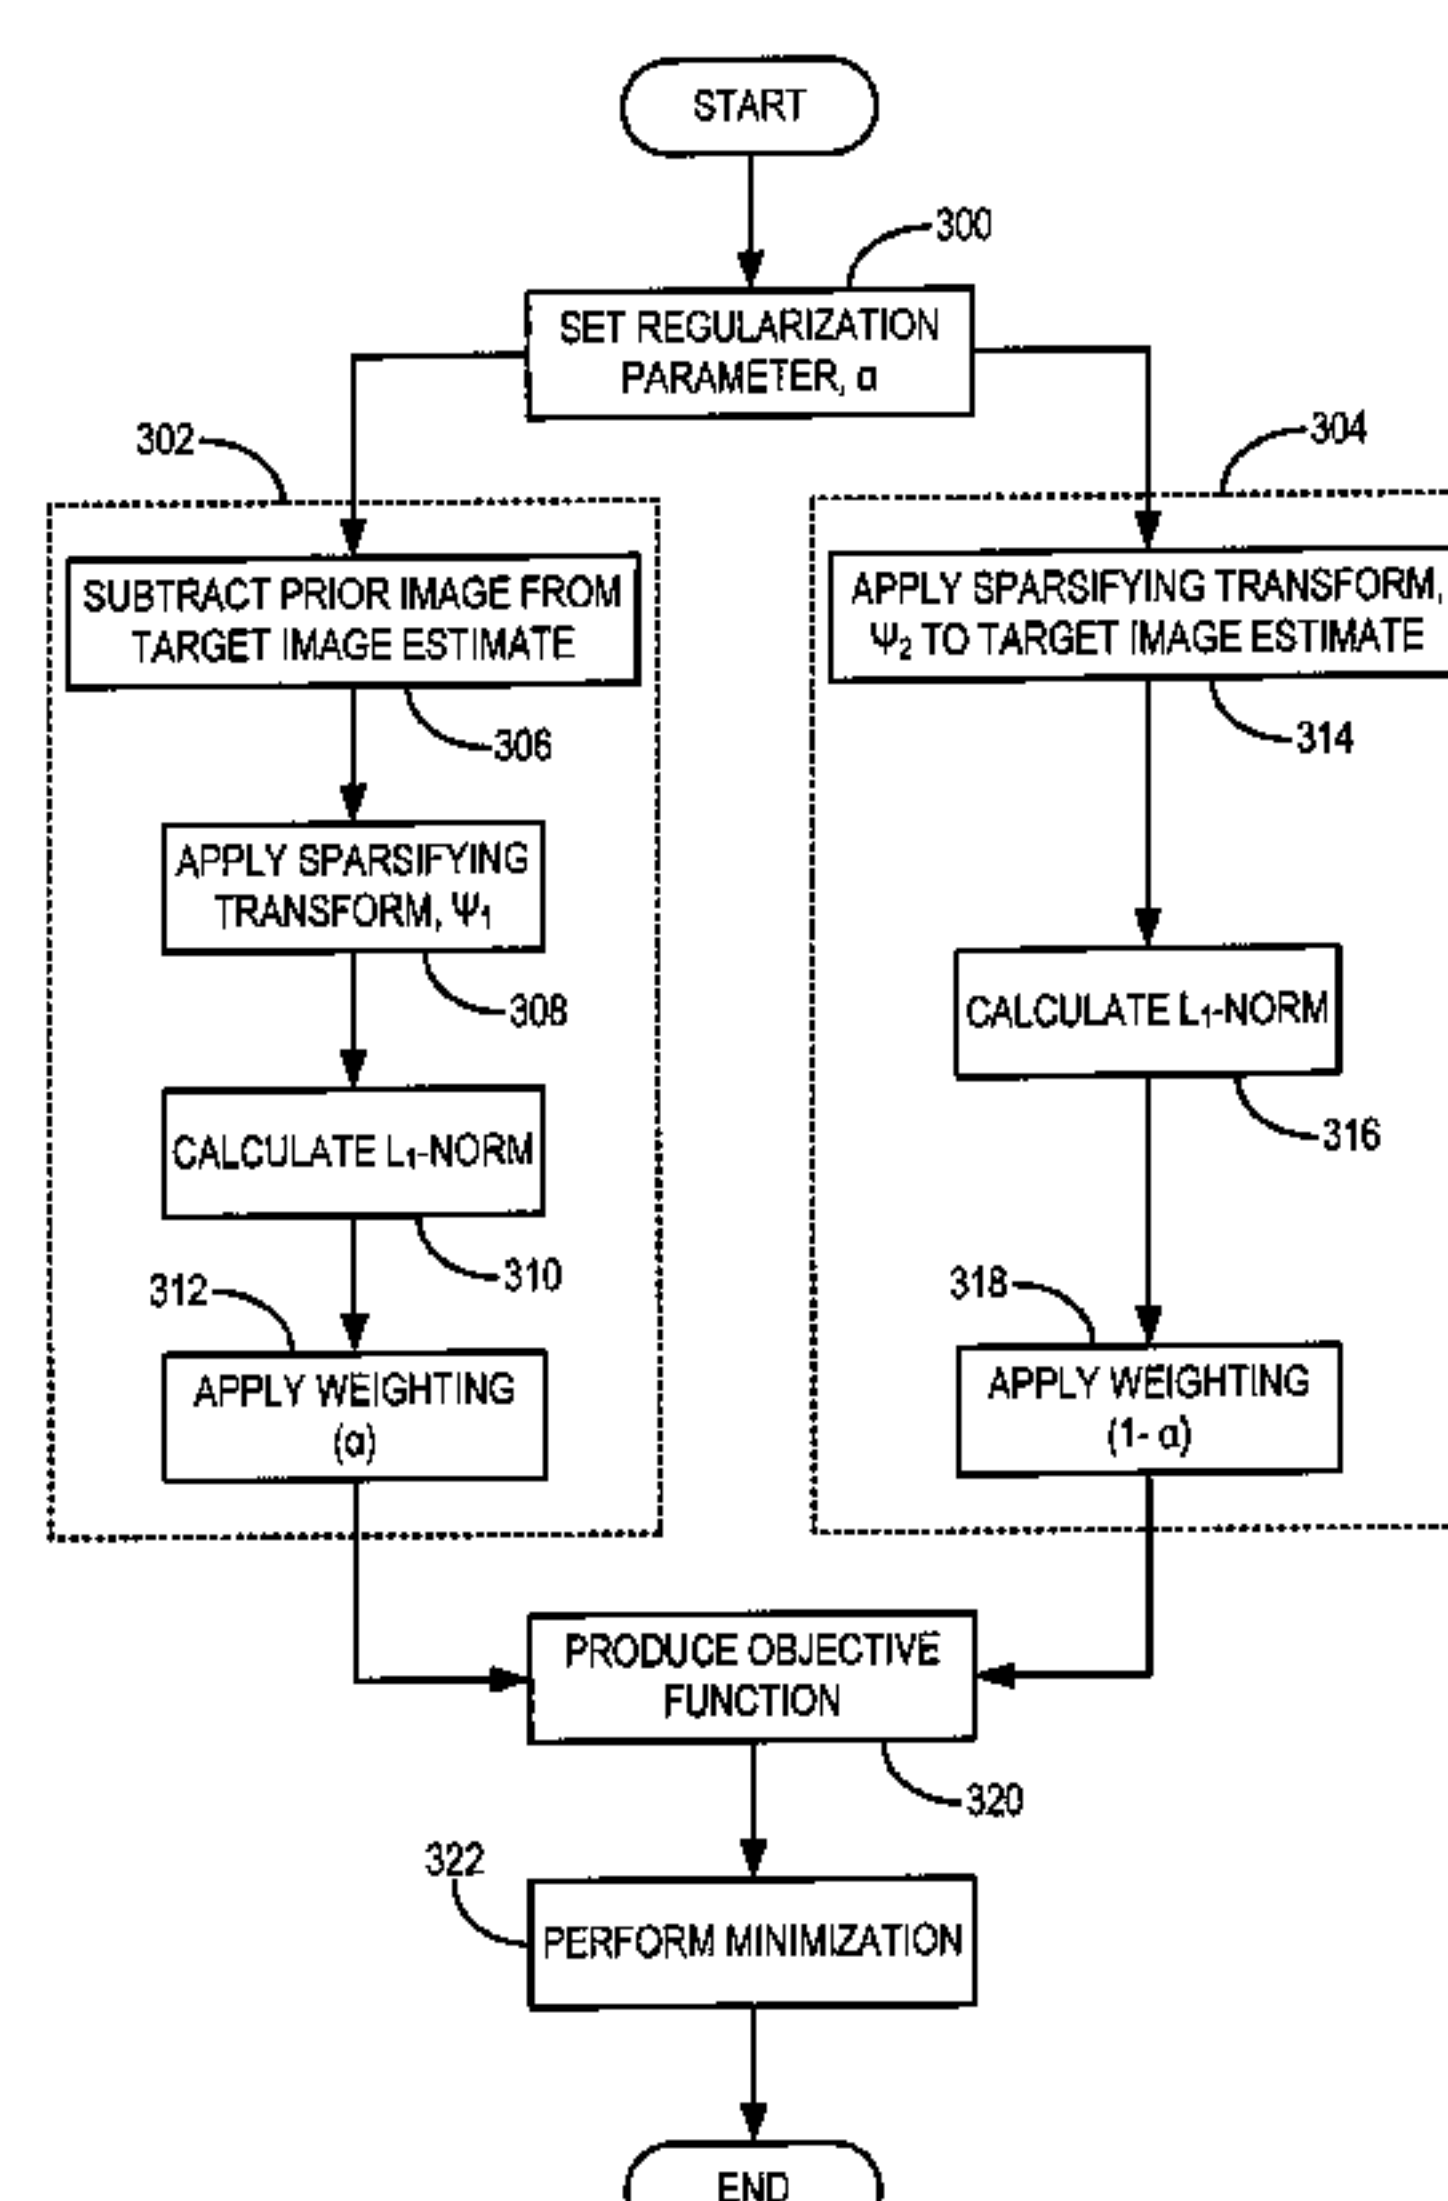 START
300
SET REGULARIZATION
PARAMETER, α
302
304
SUBTRACT PRIOR IMAGE FROM
TARGET IMAGE ESTIMATE
306
APPLY SPARSIFYING
TRANSFORM, Ψ₁
308
CALCULATE L₁-NORM
310
312
APPLY WEIGHTING
(α)
APPLY SPARSIFYING TRANSFORM,
Ψ₂ TO TARGET IMAGE ESTIMATE
314
CALCULATE L₁-NORM
316
318
APPLY WEIGHTING
(1- α)
PRODUCE OBJECTIVE
FUNCTION
320
322
PERFORM MINIMIZATION
END